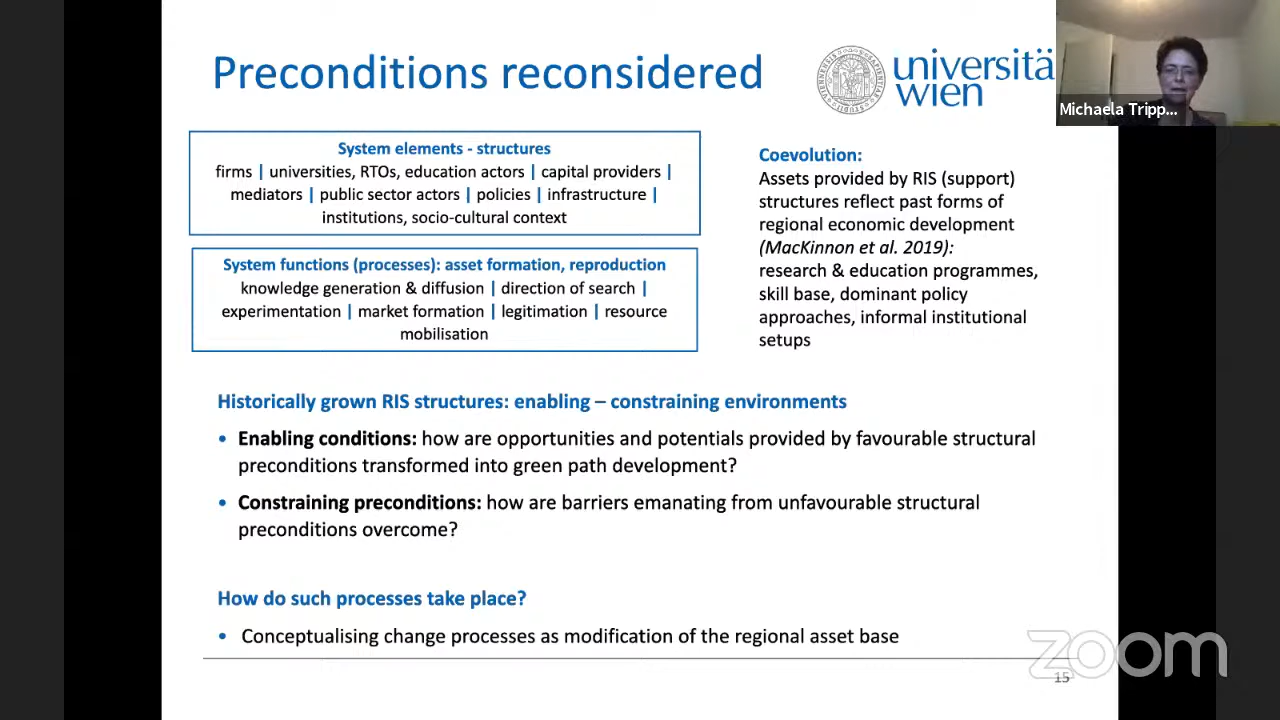 Preconditions reconsidered
universitä
wien
Michaela Tripp...
System elements - structures
firms | universities, RTOs, education actors | capital providers |
mediators | public sector actors | policies | infrastructure |
institutions, socio-cultural context
System functions (processes): asset formation, reproduction
knowledge generation & diffusion | direction of search |
experimentation | market formation | legitimation | resource
mobilisation
Coevolution:
Assets provided by RIS (support)
structures reflect past forms of
regional economic development
(MacKinnon et al. 2019):
research & education programmes,
skill base, dominant policy
approaches, informal institutional
setups
Historically grown RIS structures: enabling – constraining environments
• Enabling conditions: how are opportunities and potentials provided by favourable structural
preconditions transformed into green path development?
• Constraining preconditions: how are barriers emanating from unfavourable structural
preconditions overcome?
How do such processes take place?
• Conceptualising change processes as modification of the regional asset base
zoom
15